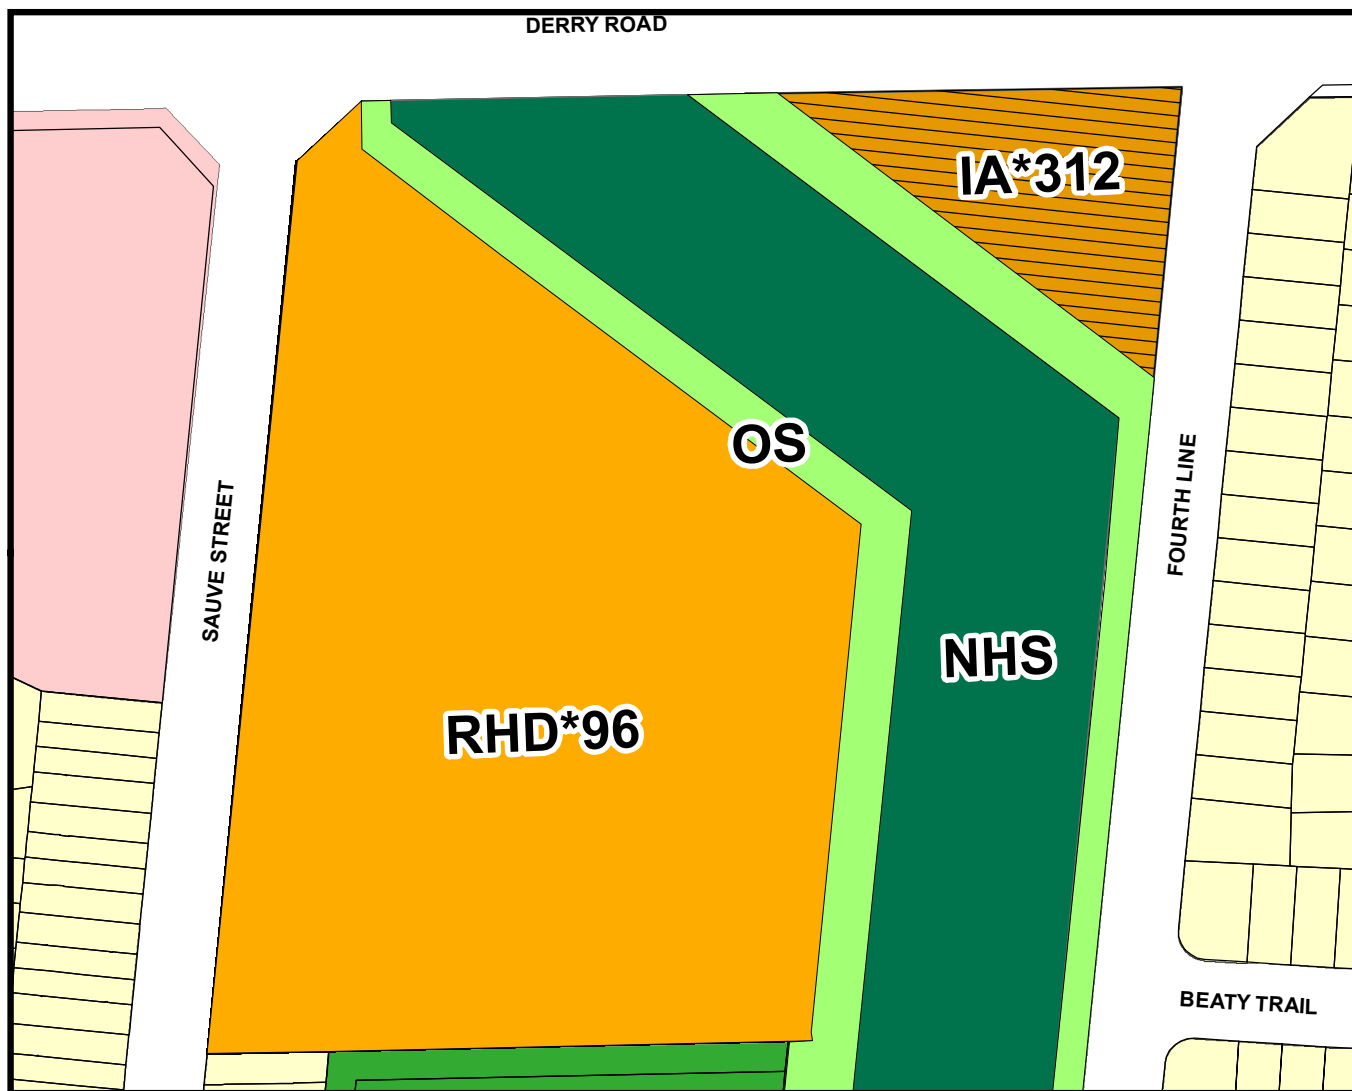 DERRY ROAD
IA*312
OS
FOURTH LINE
SAUVE STREET
NHS
RHD*96
BEATY TRAIL